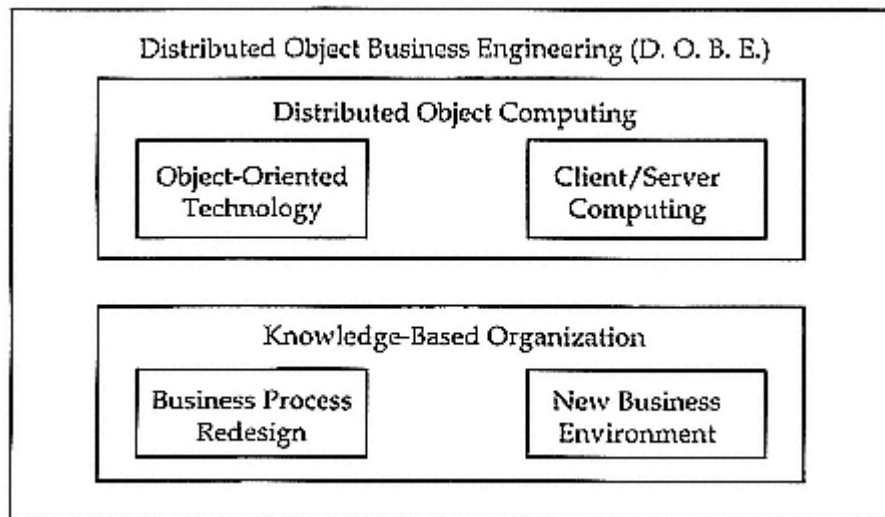 Distributed Object Business Engineering (D. O. B. E.)
Distributed Object Computing
Object-Oriented
Technology
Client/Server
Computing
Knowledge-Based Organization
Business Process
Redesign
New Business
Environment